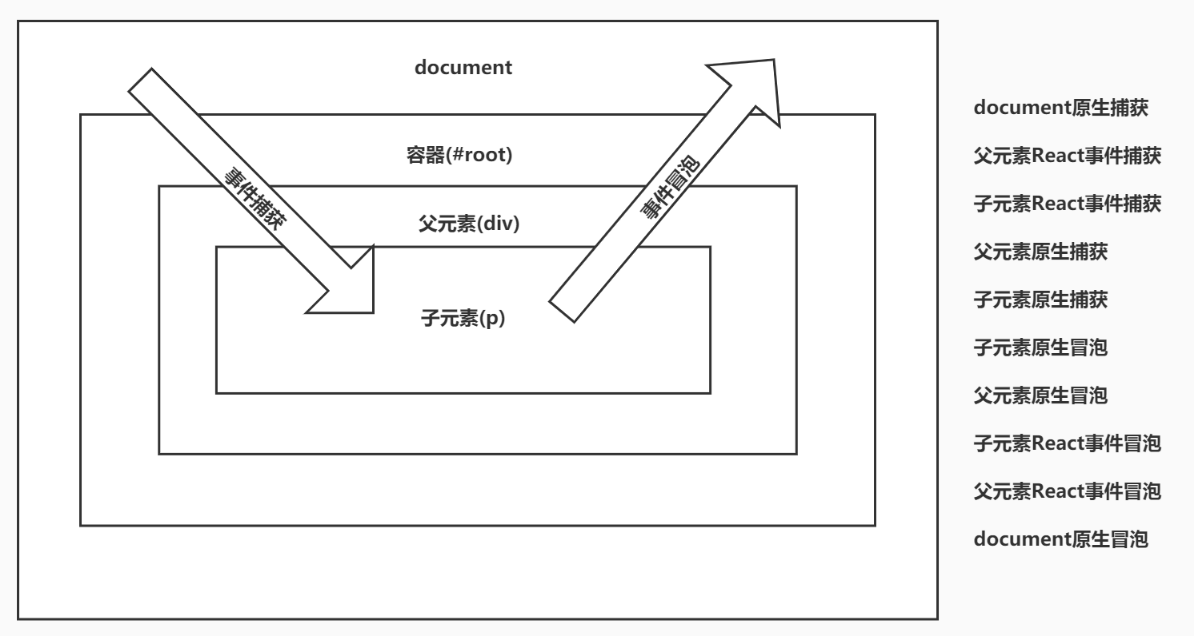 document
容器(#root)
事件捕获
事件冒泡
父元素(div)
子元素(p)
document原生捕获
父元素React事件捕获
子元素React事件捕获
父元素原生捕获
子元素原生捕获
子元素原生冒泡
父元素原生冒泡
子元素React事件冒泡
父元素React事件冒泡
document原生冒泡